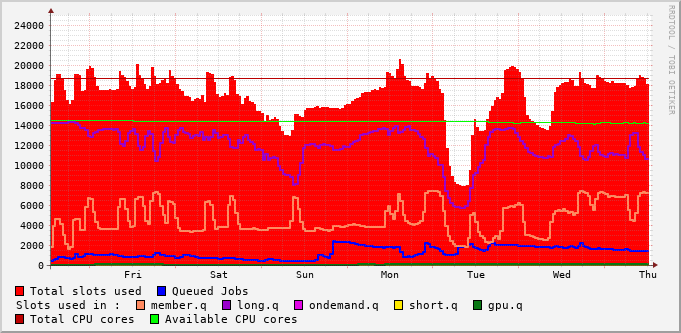 24000
22000
20000
18000
16000
14000
12000
10000
8000
6000
4000
2000
0
Fri Sat Sun Mon Tue Wed Thu
RRDTOOL / TOBI OETIKER
Total slots used Queued Jobs
Slots used in : member.q long.q ondemand.q short.q gpu.q
Total CPU cores Available CPU cores